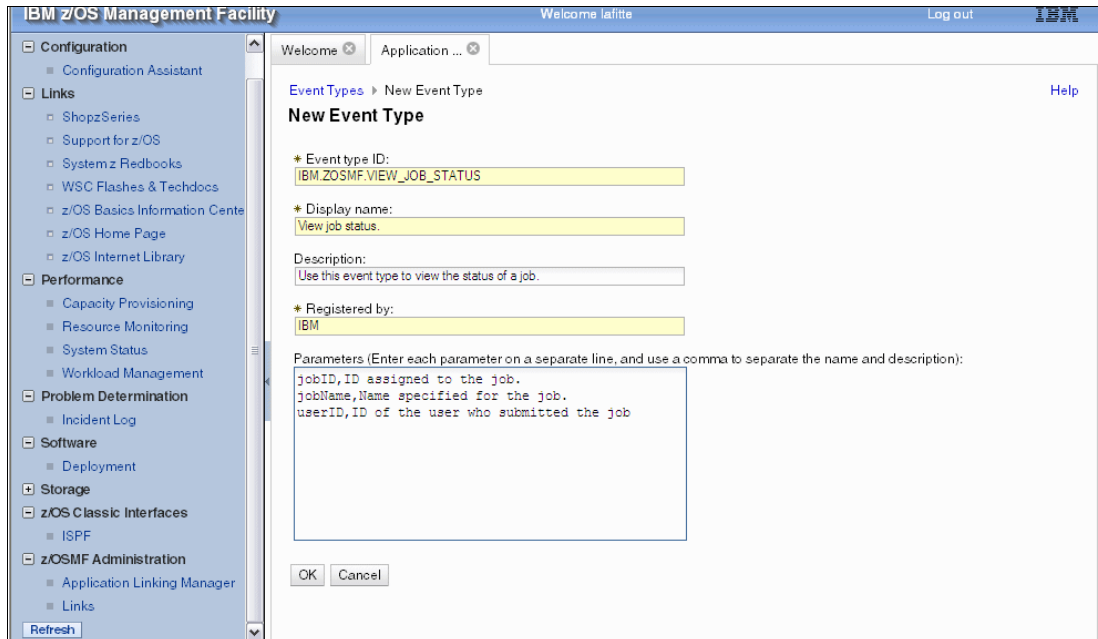 IBM z/OS Management Facility
Welcome lafitte
Log out
IBM
Configuration
Configuration Assistant
Links
ShopzSeries
Support for z/OS
System z Redbooks
WSC Flashes & Techdocs
z/OS Basics Information Cente
z/OS Home Page
z/OS Internet Library
Performance
Capacity Provisioning
Resource Monitoring
System Status
Workload Management
Problem Determination
Incident Log
Software
Deployment
Storage
z/OS Classic Interfaces
ISPF
z/OSMF Administration
Application Linking Manager
Links
Refresh
Welcome
Application ...
Event Types
New Event Type
Help
New Event Type
* Event type ID:
IBM.ZOSMF.VIEW_JOB_STATUS
* Display name:
View job status.
Description:
Use this event type to view the status of a job.
* Registered by:
IBM
Parameters (Enter each parameter on a separate line, and use a comma to separate the name and description):
jobID,ID assigned to the job.
jobName,Name specified for the job.
userID,ID of the user who submitted the job
OK
Cancel